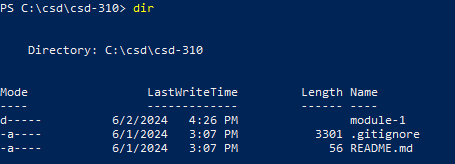 PS C:\csd\csd-310> dir
Directory: C:\csd\csd-310
Mode LastWriteTime Length Name
---- ------------- ------ ----
d----- 6/2/2024 4:26 PM module-1
-a---- 6/1/2024 3:07 PM 3301 .gitignore
-a---- 6/1/2024 3:07 PM 56 README.md